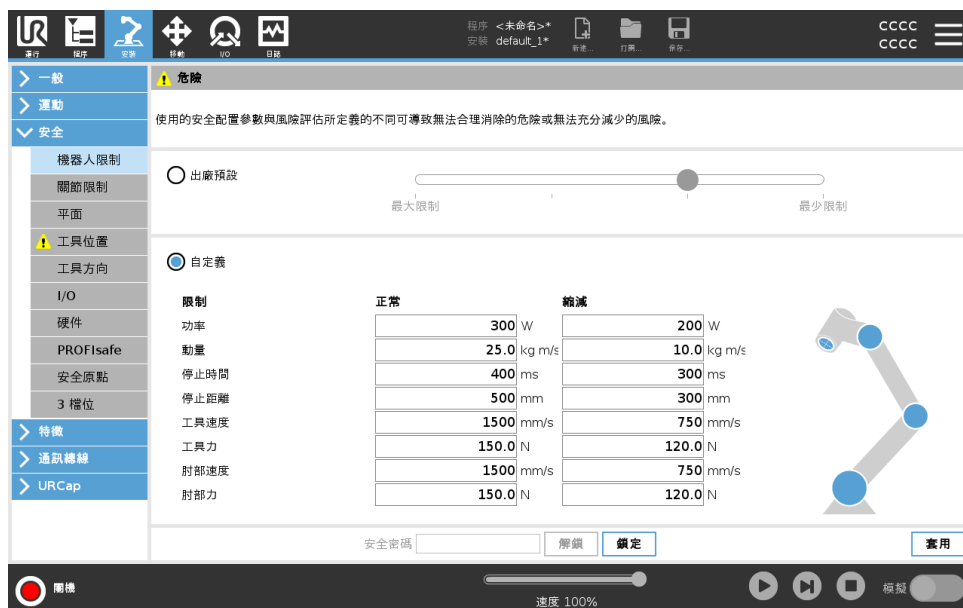 程序 <未命名>*
安裝 default_1*
運行 程序 安裝 移動 I/O 日誌 新建... 打開... 保存...
CCCC
CCCC
一般
運動
安全
機器人限制
關節限制
平面
工具位置
工具方向
I/O
硬件
PROFIsafe
安全原點
3 檔位
特徵
通訊總線
URCap
危險
使用的安全配置參數與風險評估所定義的不同可導致無法合理消除的危險或無法充分減少的風險。
出廠預設
最大限制 最少限制
自定義
限制 正常 縮減
功率 300 W 200 W
動量 25.0 kg m/s 10.0 kg m/s
停止時間 400 ms 300 ms
停止距離 500 mm 300 mm
工具速度 1500 mm/s 750 mm/s
工具力 150.0 N 120.0 N
肘部速度 1500 mm/s 750 mm/s
肘部力 150.0 N 120.0 N
安全密碼 解鎖 鎖定 套用
關機
速度 100%
模擬